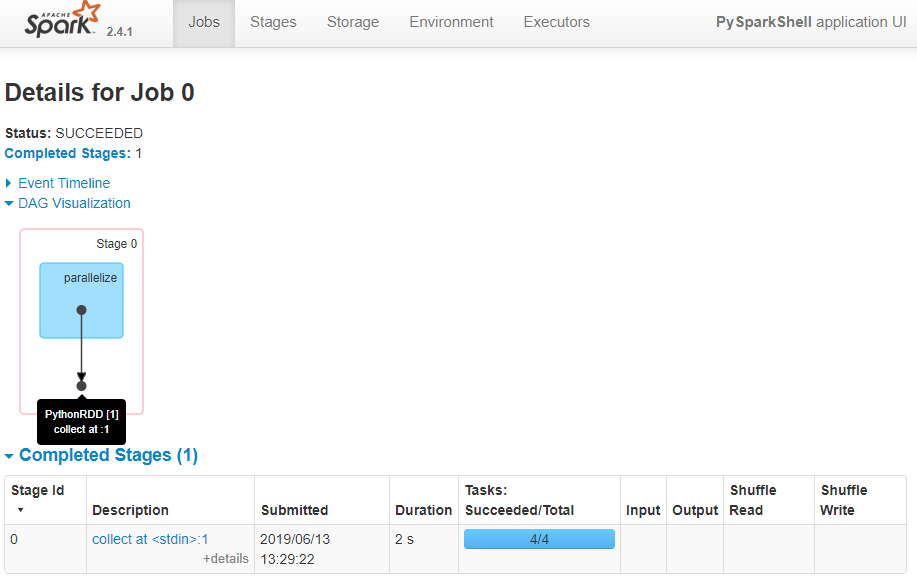 APACHE
Spark 2.4.1
Jobs Stages Storage Environment Executors PySparkShell application UI
Details for Job 0
Status: SUCCEEDED
Completed Stages: 1
Event Timeline
DAG Visualization
Stage 0
parallelize
PythonRDD [1]
collect at :1
Completed Stages (1)
Stage Id Description Submitted Duration Tasks: Succeeded/Total Input Output Shuffle Read Shuffle Write
0 collect at <stdin>:1 2019/06/13 2 s 4/4
+details 13:29:22